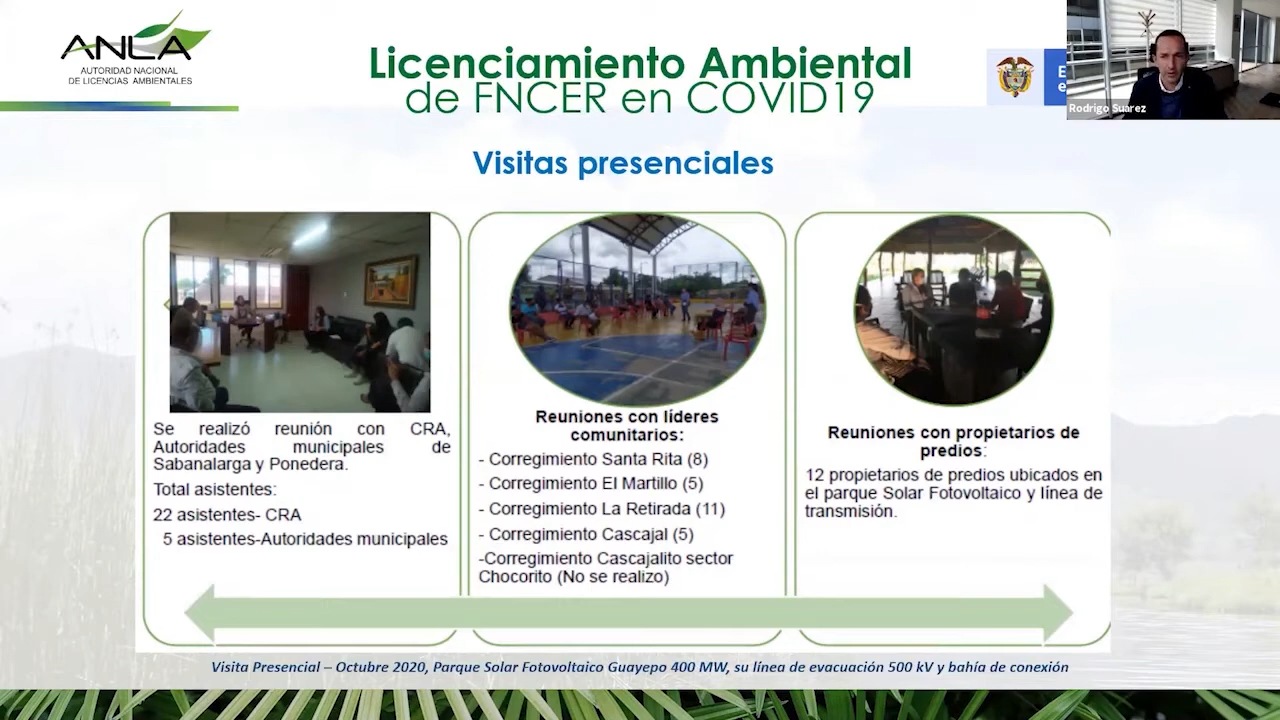 ANLA
AUTORIDAD NACIONAL
DE LICENCIAS AMBIENTALES
Licenciamiento Ambiental
de FNCER en COVID19
Rodrigo Suarez
Visitas presenciales
Se realizó reunión con CRA,
Autoridades municipales de
Sabanalarga y Ponedera.
Total asistentes:
22 asistentes- CRA
5 asistentes-Autoridades municipales
Reuniones con líderes
comunitarios:
- Corregimiento Santa Rita (8)
- Corregimiento El Martillo (5)
- Corregimiento La Retirada (11)
- Corregimiento Cascajal (5)
-Corregimiento Cascajalito sector
Chocorito (No se realizo)
Reuniones con propietarios de
predios:
12 propietarios de predios ubicados en
el parque Solar Fotovoltaico y línea de
transmisión.
Visita Presencial – Octubre 2020, Parque Solar Fotovoltaico Guayepo 400 MW, su línea de evacuación 500 kV y bahía de conexión